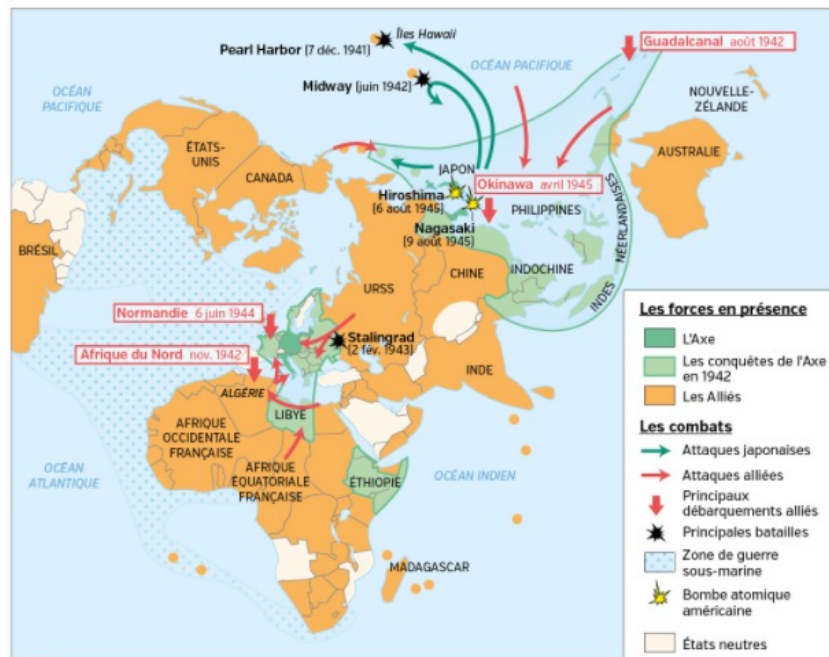 Îles Hawaii
Pearl Harbor (7 déc. 1941)
Guadalcanal août 1942
Midway (juin 1942)
OCÉAN PACIFIQUE
OCÉAN
PACIFIQUE
NOUVELLE-
ZÉLANDE
ÉTATS-
UNIS
CANADA
AUSTRALIE
JAPON
Okinawa avril 1945
Hiroshima
(6 août 1945)
PHILIPPINES
Nagasaki
(9 août 1945)
INDES NÉERLANDAISES
BRÉSIL
CHINE
INDOCHINE
URSS
Normandie 6 juin 1944
Stalingrad
(2 fév. 1943)
Afrique du Nord nov. 1942
INDE
ALGÉRIE
LIBYE
AFRIQUE
OCCIDENTALE
FRANÇAISE
AFRIQUE
ÉQUATORIALE
FRANÇAISE
ÉTHIOPIE
OCÉAN
ATLANTIQUE
OCÉAN INDIEN
MADAGASCAR
Les forces en présence
L'Axe
Les conquêtes de l'Axe
en 1942
Les Alliés
Les combats
Attaques japonaises
Attaques alliées
Principaux
débarquements alliés
Principales batailles
Zone de guerre
sous-marine
Bombe atomique
américaine
États neutres